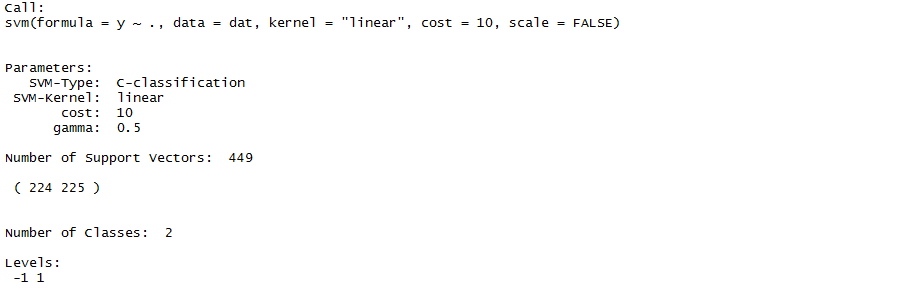 Call:
svm(formula = y ~ ., data = dat, kernel = "linear", cost = 10, scale = FALSE)
Parameters:
SVM-Type: C-classification
SVM-Kernel: linear
cost: 10
gamma: 0.5
Number of Support Vectors: 449
( 224 225 )
Number of Classes: 2
Levels:
-1 1